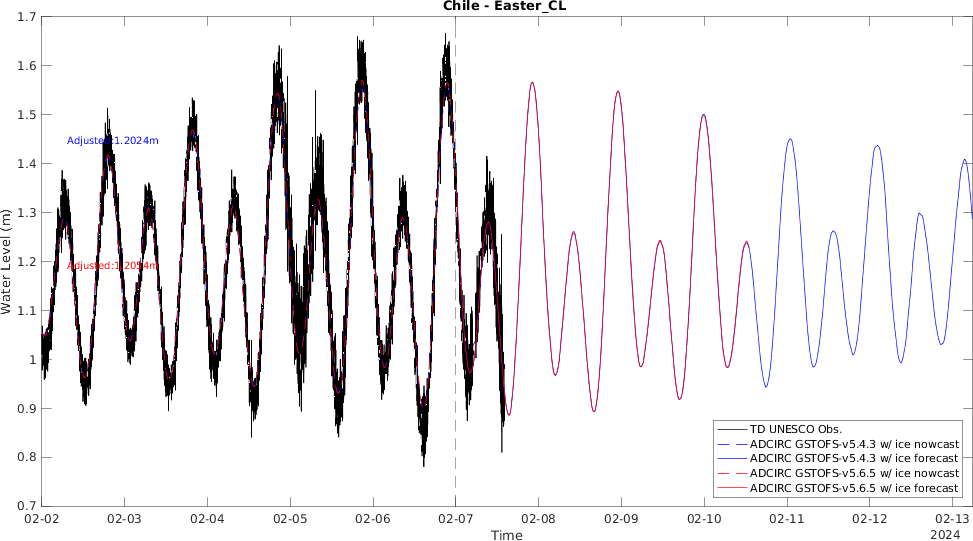 Chile - Easter_CL
1.7
1.6
1.5
1.4
1.3
1.2
1.1
1
0.9
0.8
0.7
Water Level (m)
Adjusted:1.2024m
Adjusted:1.2054m
TD UNESCO Obs.
ADCIRC GSTOFS-v5.4.3 w/ ice nowcast
ADCIRC GSTOFS-v5.4.3 w/ ice forecast
ADCIRC GSTOFS-v5.6.5 w/ ice nowcast
ADCIRC GSTOFS-v5.6.5 w/ ice forecast
02-02 02-03 02-04 02-05 02-06 02-07 02-08 02-09 02-10 02-11 02-12 02-13
Time
2024